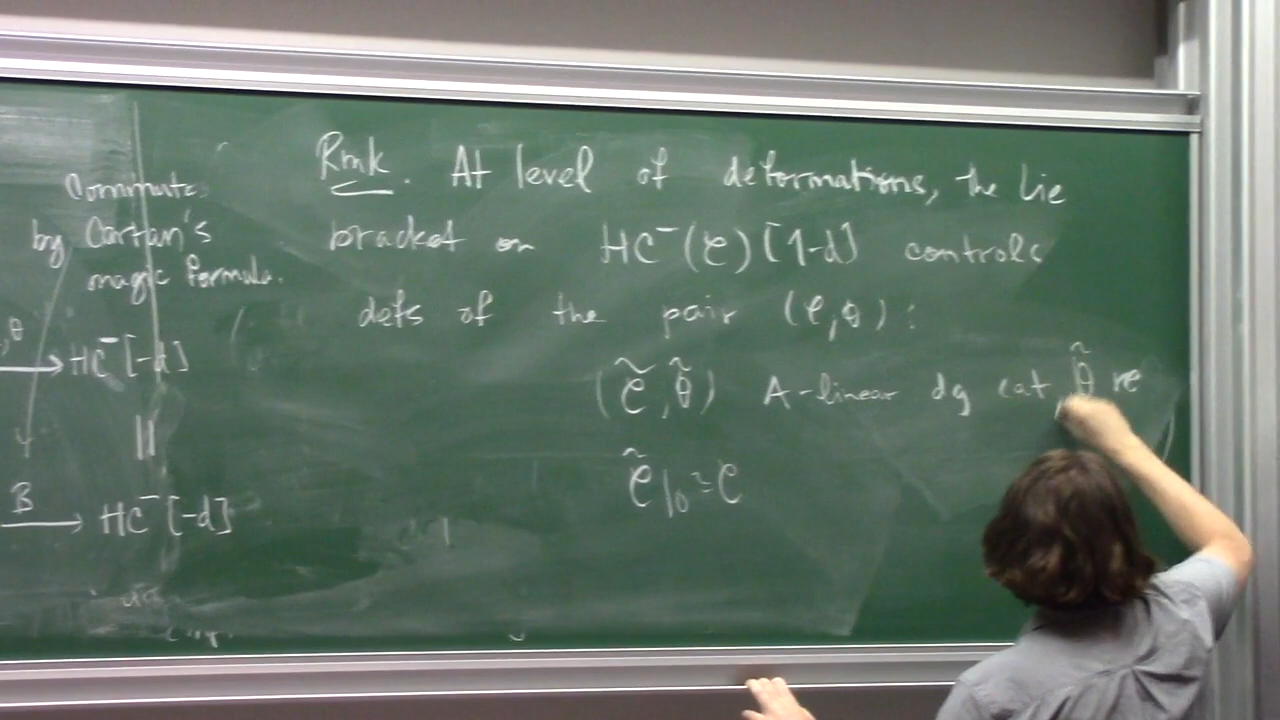 Commute
by Cartan's
magic formula.
,θ
→ HC⁻[-d]
||
B → HC⁻[-d]
Rmk. At level of deformations, the Lie
bracket on HC⁻(𝒞)[1-d] controls
defs of the pair (𝒞,θ):
(𝒞̃,θ̃) A-linear dg cat, θ̃ re
𝒞̃|₀ ≃ 𝒞